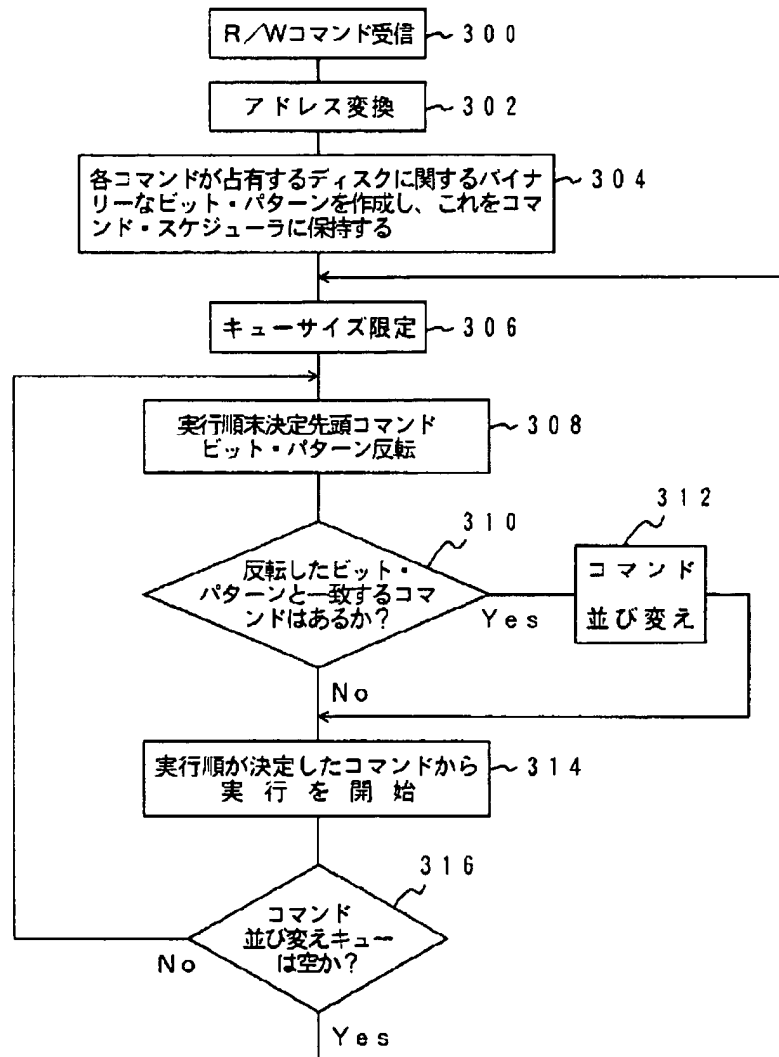 R/Wコマンド受信
300
アドレス変換
302
各コマンドが占有するディスクに関するバイナ
リーなビット・パターンを作成し、これをコマ
ンド・スケジューラに保持する
304
キューサイズ限定
306
実行順末決定先頭コマンド
ビット・パターン反転
308
310
反転したビット・
パターンと一致するコマ
ンドはあるか?
Yes
312
コマンド
並び変え
No
実行順が決定したコマンドから
実行を開始
314
316
コマンド
並び変えキュー
は空か?
No
Yes